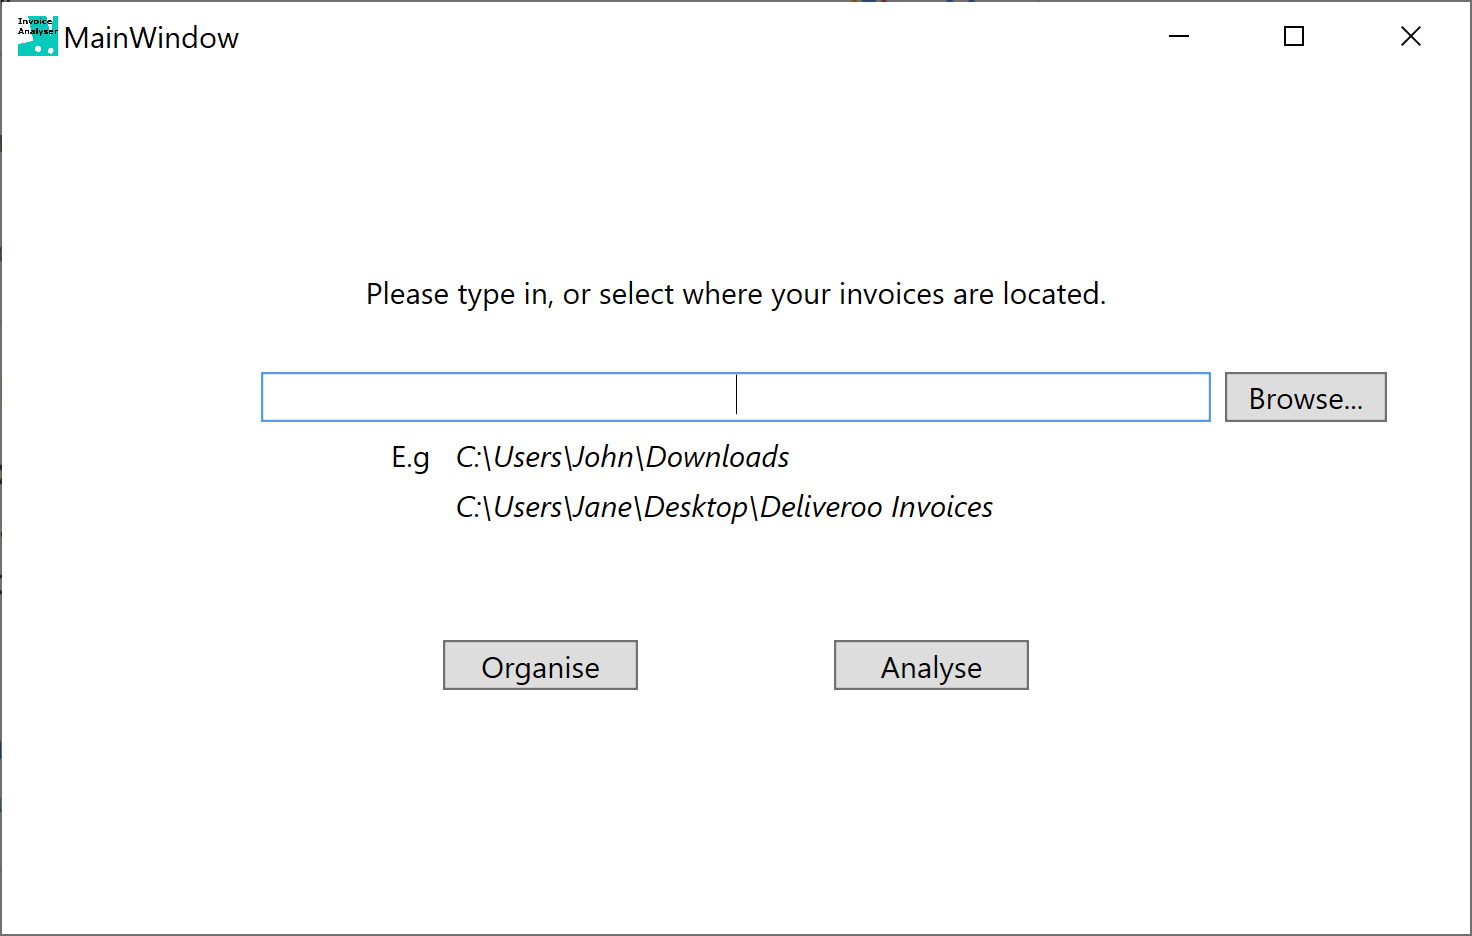 Invoice
Analyser
MainWindow
Please type in, or select where your invoices are located.
Browse...
E.g C:\Users\John\Downloads
C:\Users\Jane\Desktop\Deliveroo Invoices
Organise Analyse